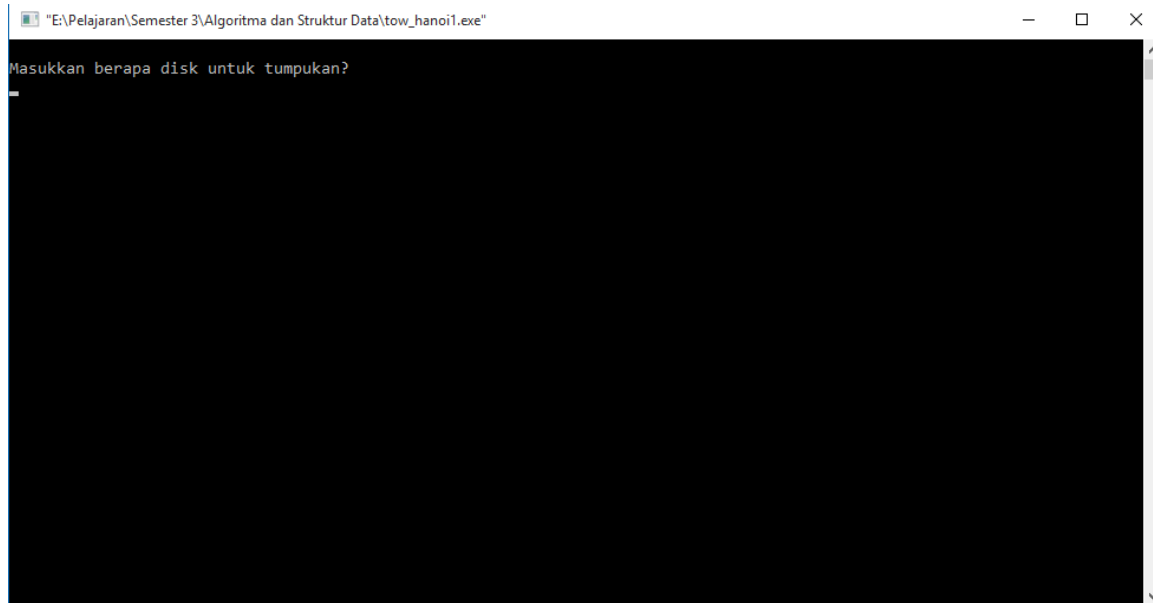 "E:\Pelajaran\Semester 3\Algoritma dan Struktur Data\tow_hanoi1.exe"
Masukkan berapa disk untuk tumpukan?